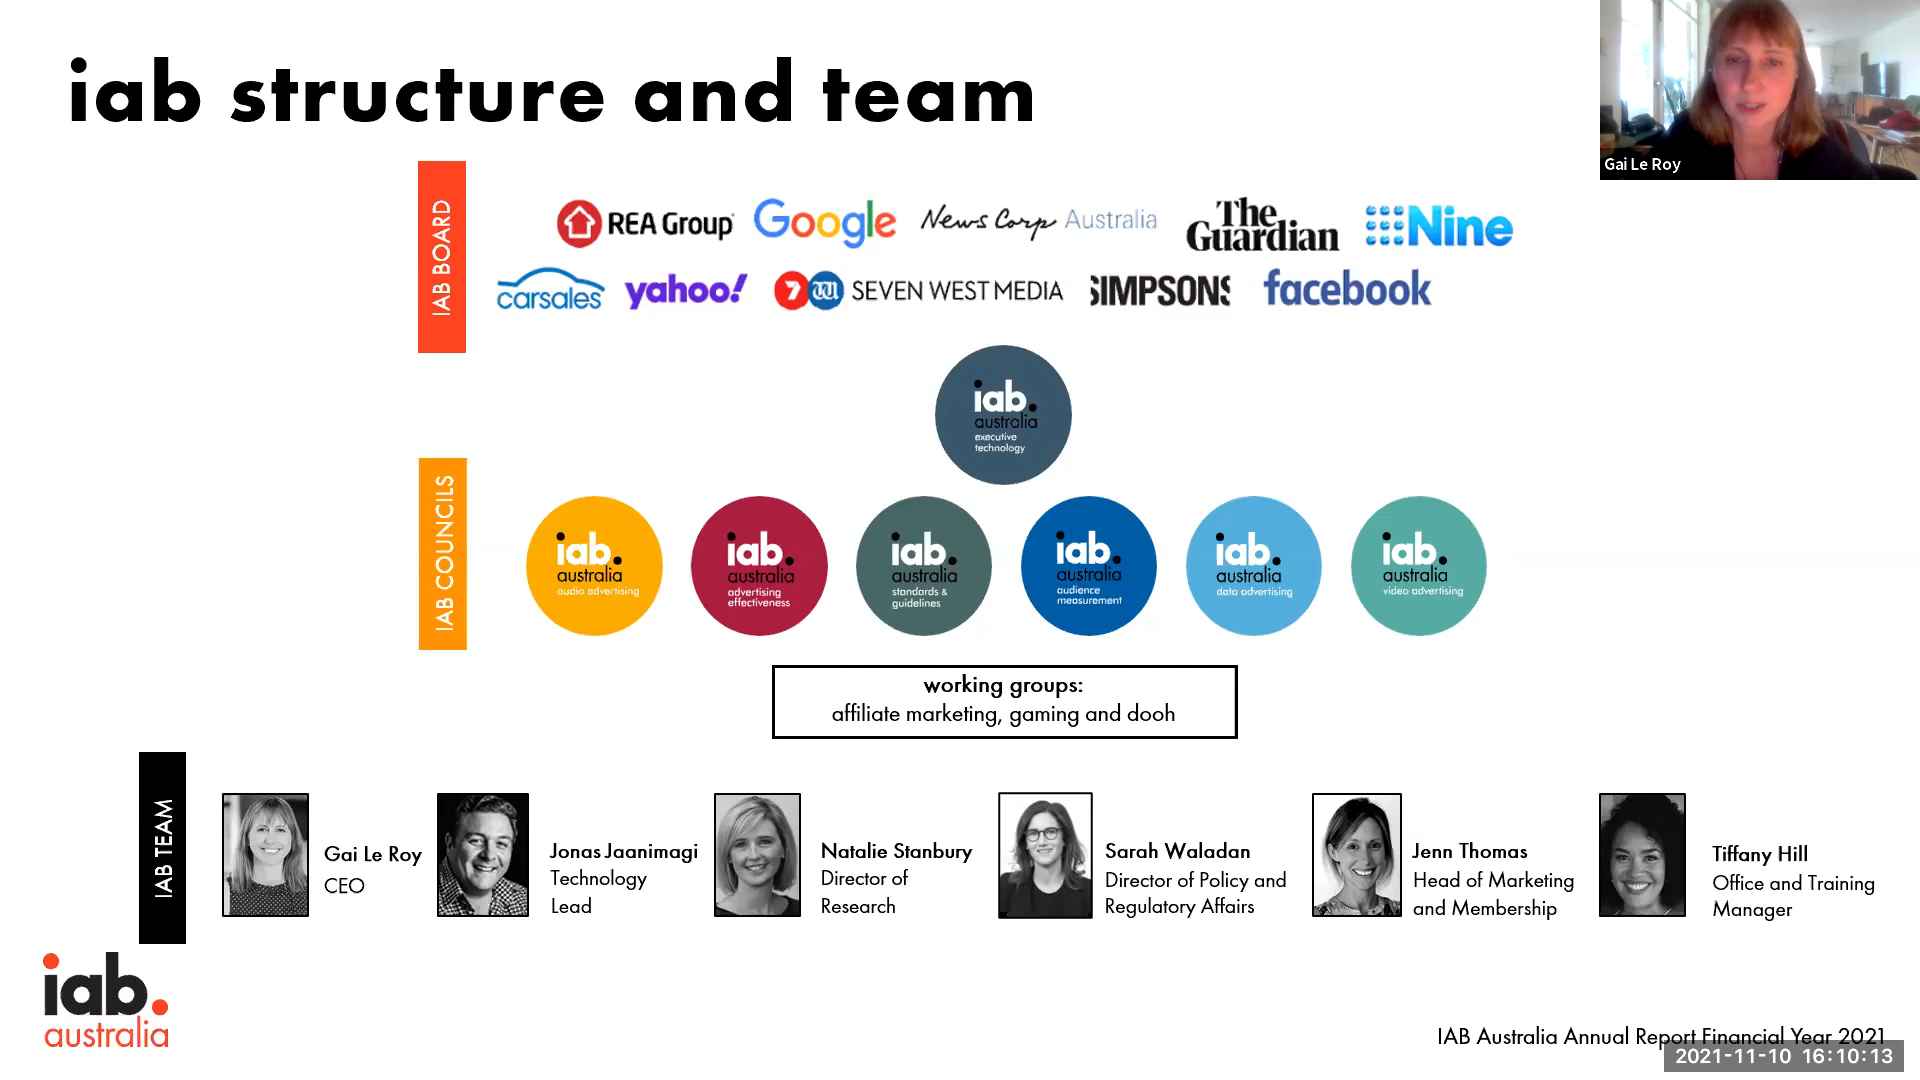 iab structure and team
Gai Le Roy
IAB BOARD
REA Group
Google
News Corp Australia
The Guardian
Nine
carsales
yahoo!
7 SEVEN WEST MEDIA
SIMPSONS
facebook
IAB COUNCILS
iab.
australia
executive
technology
iab.
australia
audio advertising
iab.
australia
advertising
effectiveness
iab.
australia
standards &
guidelines
iab.
australia
audience
measurement
iab.
australia
data advertising
iab.
australia
video advertising
working groups:
affiliate marketing, gaming and dooh
IAB TEAM
Gai Le Roy
CEO
Jonas Jaanimagi
Technology
Lead
Natalie Stanbury
Director of
Research
Sarah Waladan
Director of Policy and
Regulatory Affairs
Jenn Thomas
Head of Marketing
and Membership
Tiffany Hill
Office and Training
Manager
iab.
australia
IAB Australia Annual Report Financial Year 2021
2021-11-10 16:10:13